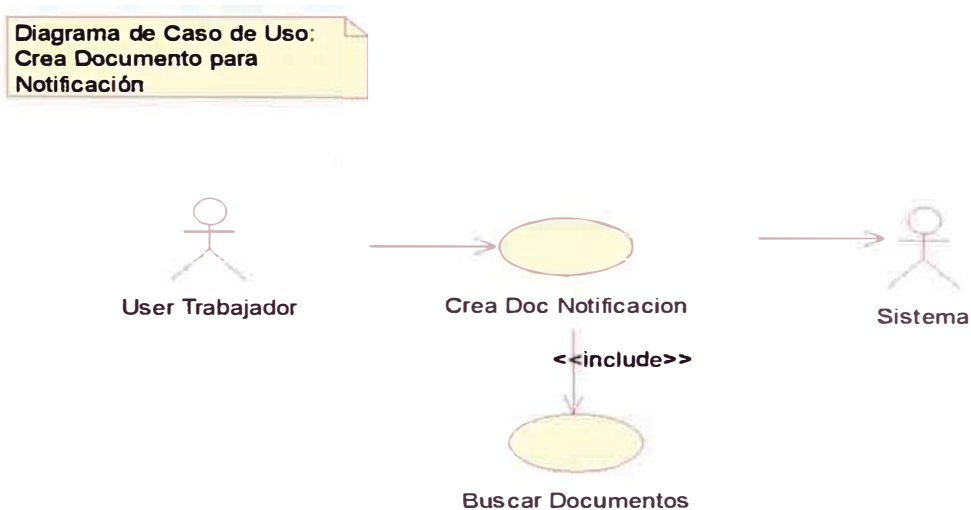 Diagrama de Caso de Uso:
Crea Documento para
Notificación
User Trabajador
Crea Doc Notificacion
Sistema
<<include>>
Buscar Documentos